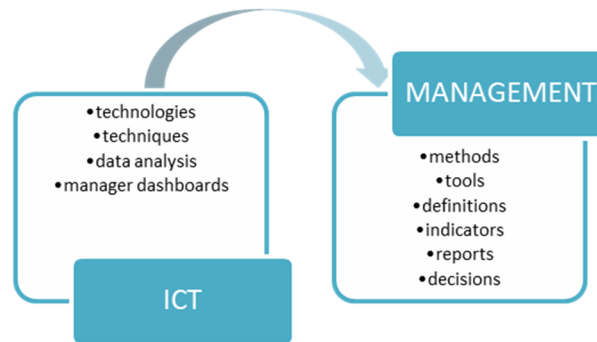 •technologies
•techniques
•data analysis
•manager dashboards
ICT
MANAGEMENT
•methods
•tools
•definitions
•indicators
•reports
•decisions